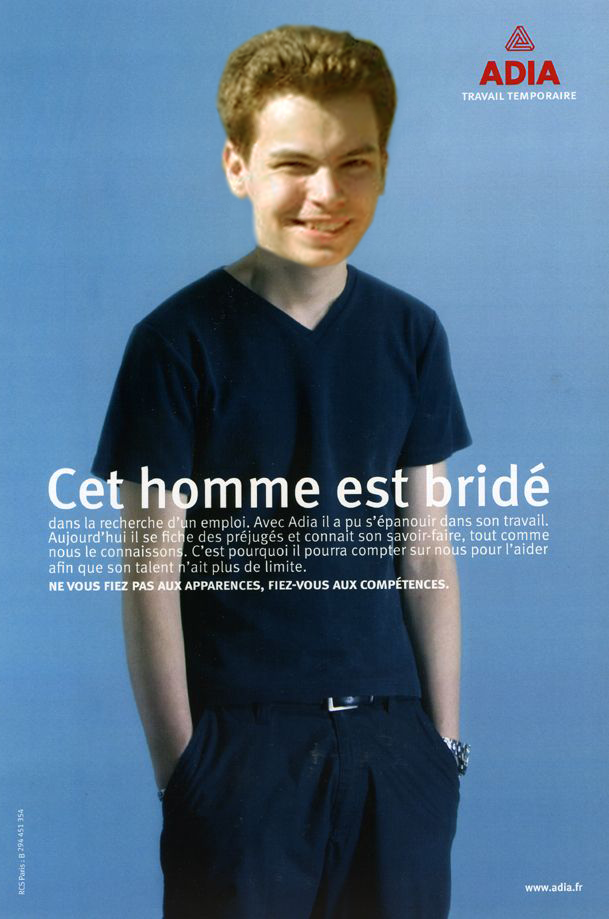 ADIA
TRAVAIL TEMPORAIRE
Cet homme est bridé
dans la recherche d'un emploi. Avec Adia il a pu s'épanouir dans son travail.
Aujourd'hui il se fiche des préjugés et connait son savoir-faire, tout comme
nous le connaissons. C'est pourquoi il pourra compter sur nous pour l'aider
afin que son talent n'ait plus de limite.
NE VOUS FIEZ PAS AUX APPARENCES, FIEZ-VOUS AUX COMPÉTENCES.
RCS Paris : B 294 451 354
www.adia.fr